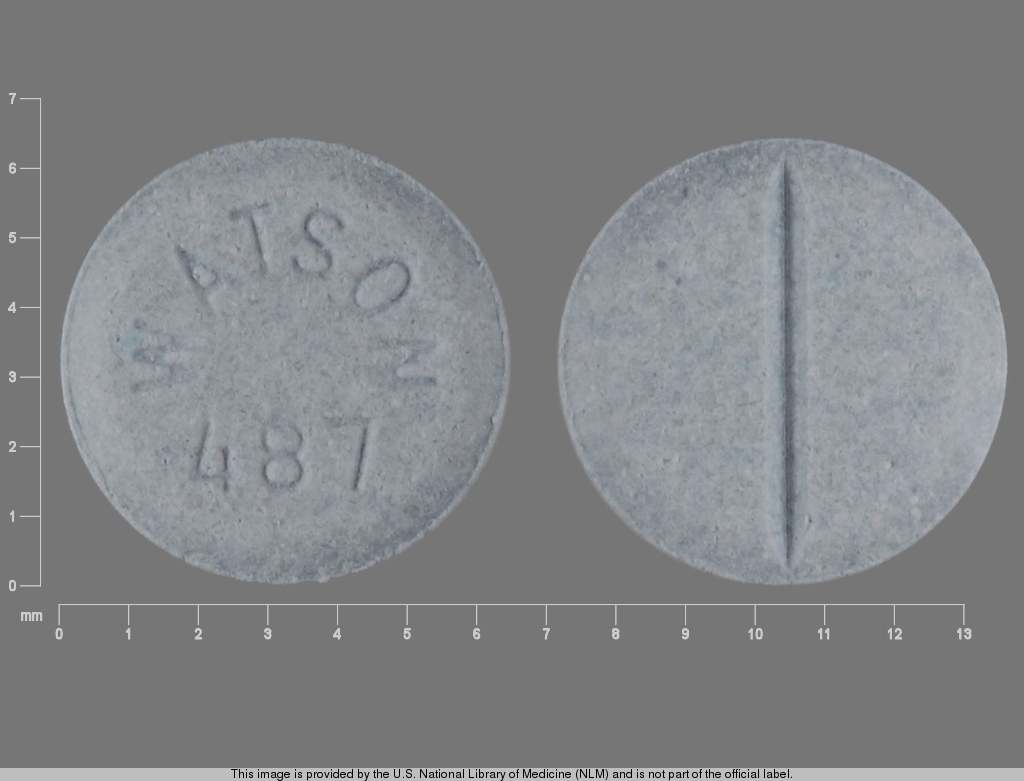 7
6
5
4
3
2
1
0
mm
0 1 2 3 4 5 6 7 8 9 10 11 12 13
WATSON
487
This image is provided by the U.S. National Library of Medicine (NLM) and is not part of the official label.